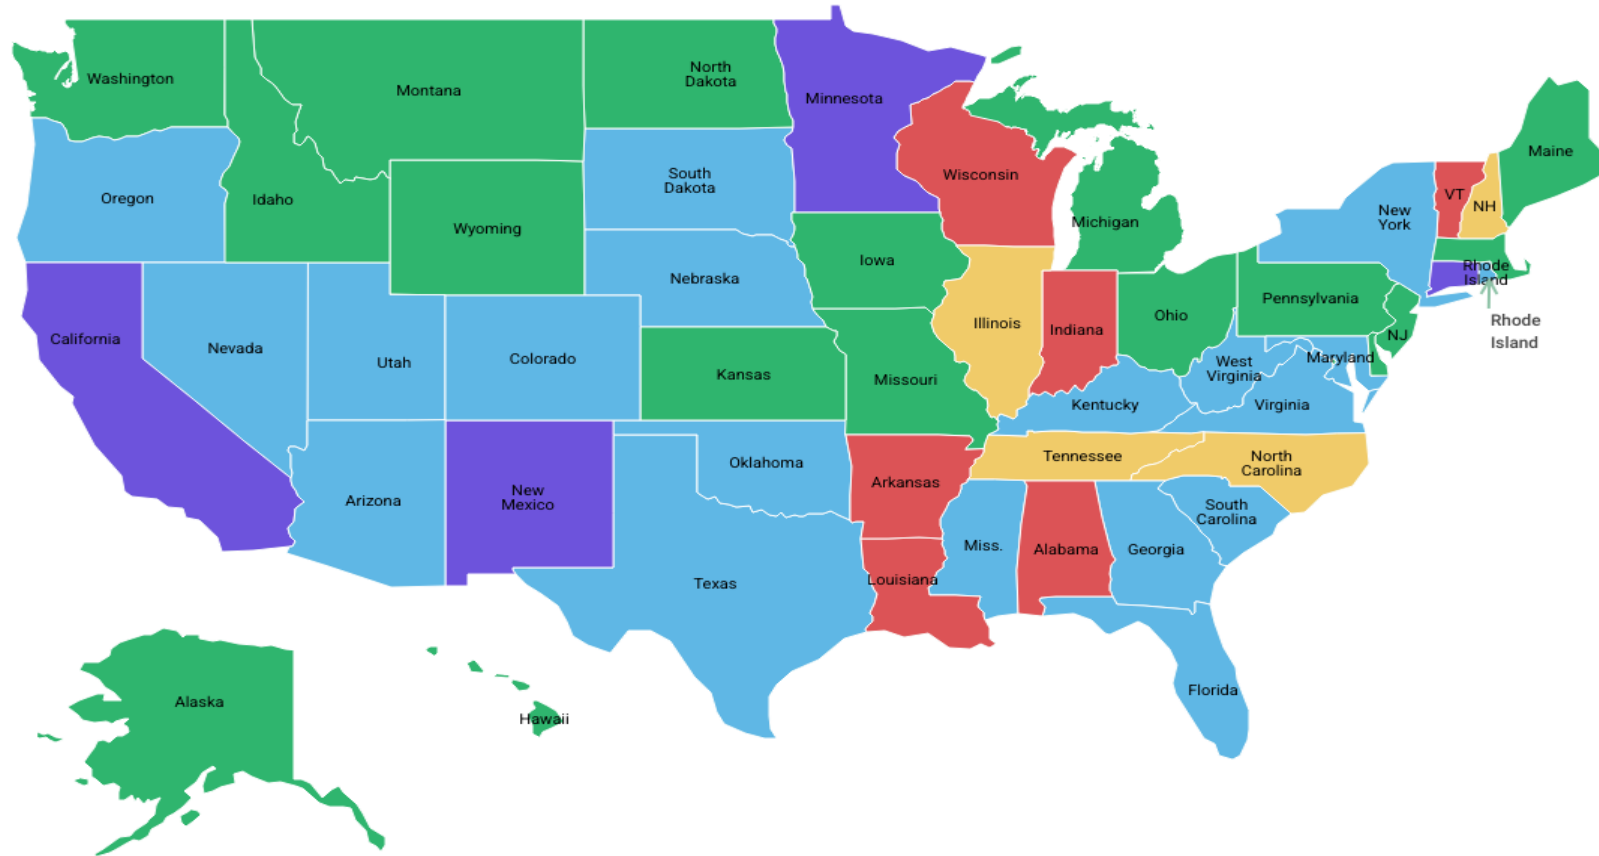 Washington
Montana
North
Dakota
Minnesota
Maine
Oregon
Idaho
Wyoming
South
Dakota
Wisconsin
Michigan
New
York
VT
NH
Iowa
Nebraska
Rhode
Island
Pennsylvania
California
Nevada
Utah
Colorado
Kansas
Missouri
Illinois
Indiana
Ohio
NJ
Rhode
Island
West
Virginia
Maryland
Kentucky
Virginia
Arizona
New
Mexico
Oklahoma
Arkansas
Tennessee
North
Carolina
South
Carolina
Texas
Louisiana
Miss.
Alabama
Georgia
Florida
Alaska
Hawaii